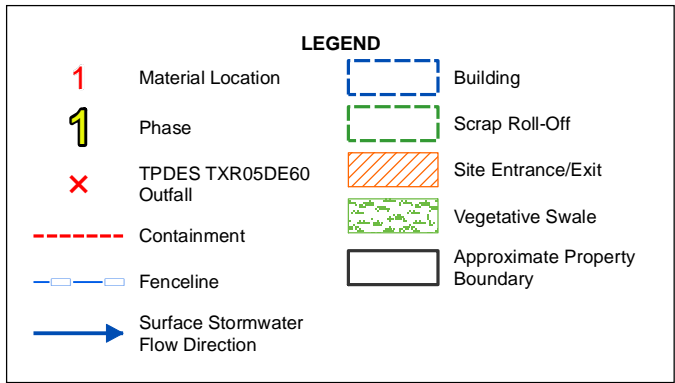 LEGEND
1
Material Location
1
Phase
TPDES TXR05DE60
Outfall
Containment
Fenceline
Surface Stormwater
Flow Direction
Building
Scrap Roll-Off
Site Entrance/Exit
Vegetative Swale
Approximate Property
Boundary